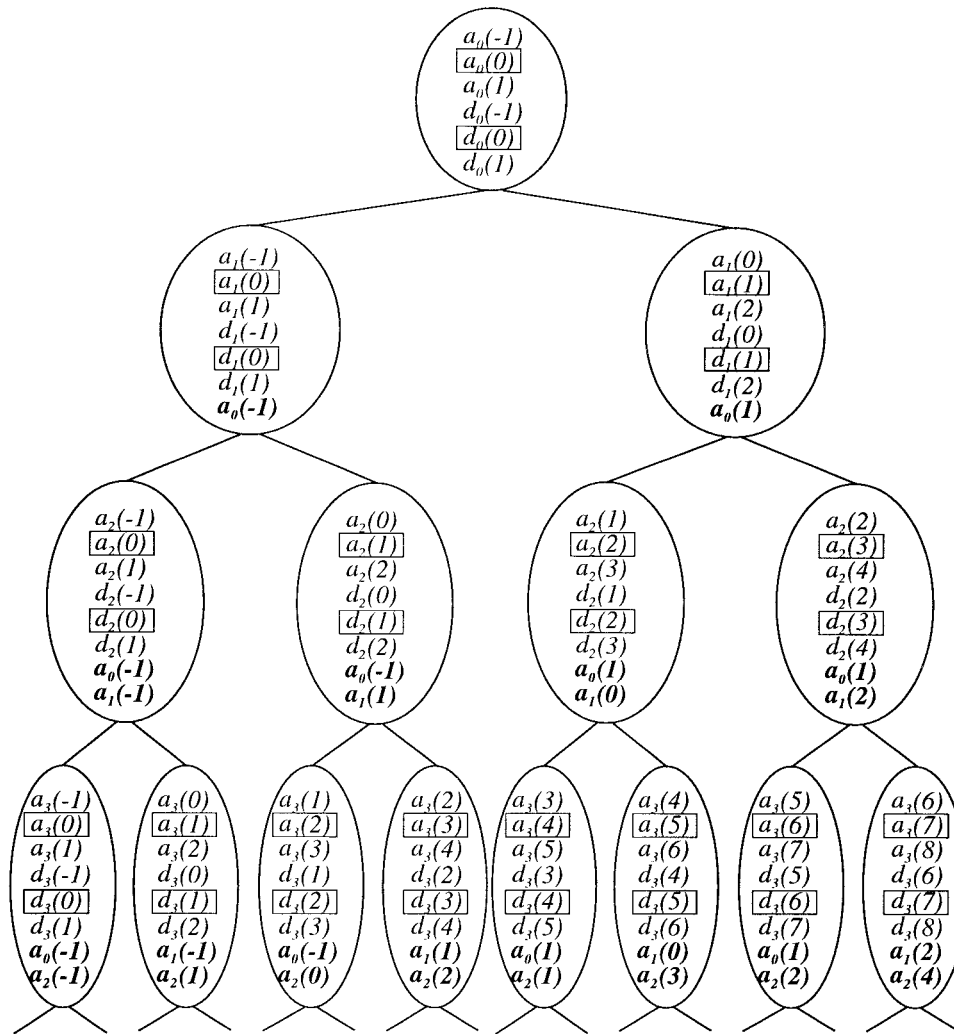 a₀(-1)
a₀(0)
a₀(1)
d₀(-1)
d₀(0)
d₀(1)
a₁(-1)
a₁(0)
a₁(1)
d₁(-1)
d₁(0)
d₁(1)
a₀(-1)
a₁(0)
a₁(1)
a₁(2)
d₁(0)
d₁(1)
d₁(2)
a₀(1)
a₂(-1)
a₂(0)
a₂(1)
d₂(-1)
d₂(0)
d₂(1)
a₀(-1)
a₁(-1)
a₂(0)
a₂(1)
a₂(2)
d₂(0)
d₂(1)
d₂(2)
a₀(-1)
a₁(1)
a₂(1)
a₂(2)
a₂(3)
d₂(1)
d₂(2)
d₂(3)
a₀(1)
a₁(0)
a₂(2)
a₂(3)
a₂(4)
d₂(2)
d₂(3)
d₂(4)
a₀(1)
a₁(2)
a₃(-1)
a₃(0)
a₃(1)
d₃(-1)
d₃(0)
d₃(1)
a₀(-1)
a₂(-1)
a₃(0)
a₃(1)
a₃(2)
d₃(0)
d₃(1)
d₃(2)
a₁(-1)
a₂(1)
a₃(1)
a₃(2)
a₃(3)
d₃(1)
d₃(2)
d₃(3)
a₀(-1)
a₂(0)
a₃(2)
a₃(3)
a₃(4)
d₃(2)
d₃(3)
d₃(4)
a₁(1)
a₂(2)
a₃(3)
a₃(4)
a₃(5)
d₃(3)
d₃(4)
d₃(5)
a₀(1)
a₂(1)
a₃(4)
a₃(5)
a₃(6)
d₃(4)
d₃(5)
d₃(6)
a₁(0)
a₂(3)
a₃(5)
a₃(6)
a₃(7)
d₃(5)
d₃(6)
d₃(7)
a₀(1)
a₂(2)
a₃(6)
a₃(7)
a₃(8)
d₃(6)
d₃(7)
d₃(8)
a₁(2)
a₂(4)